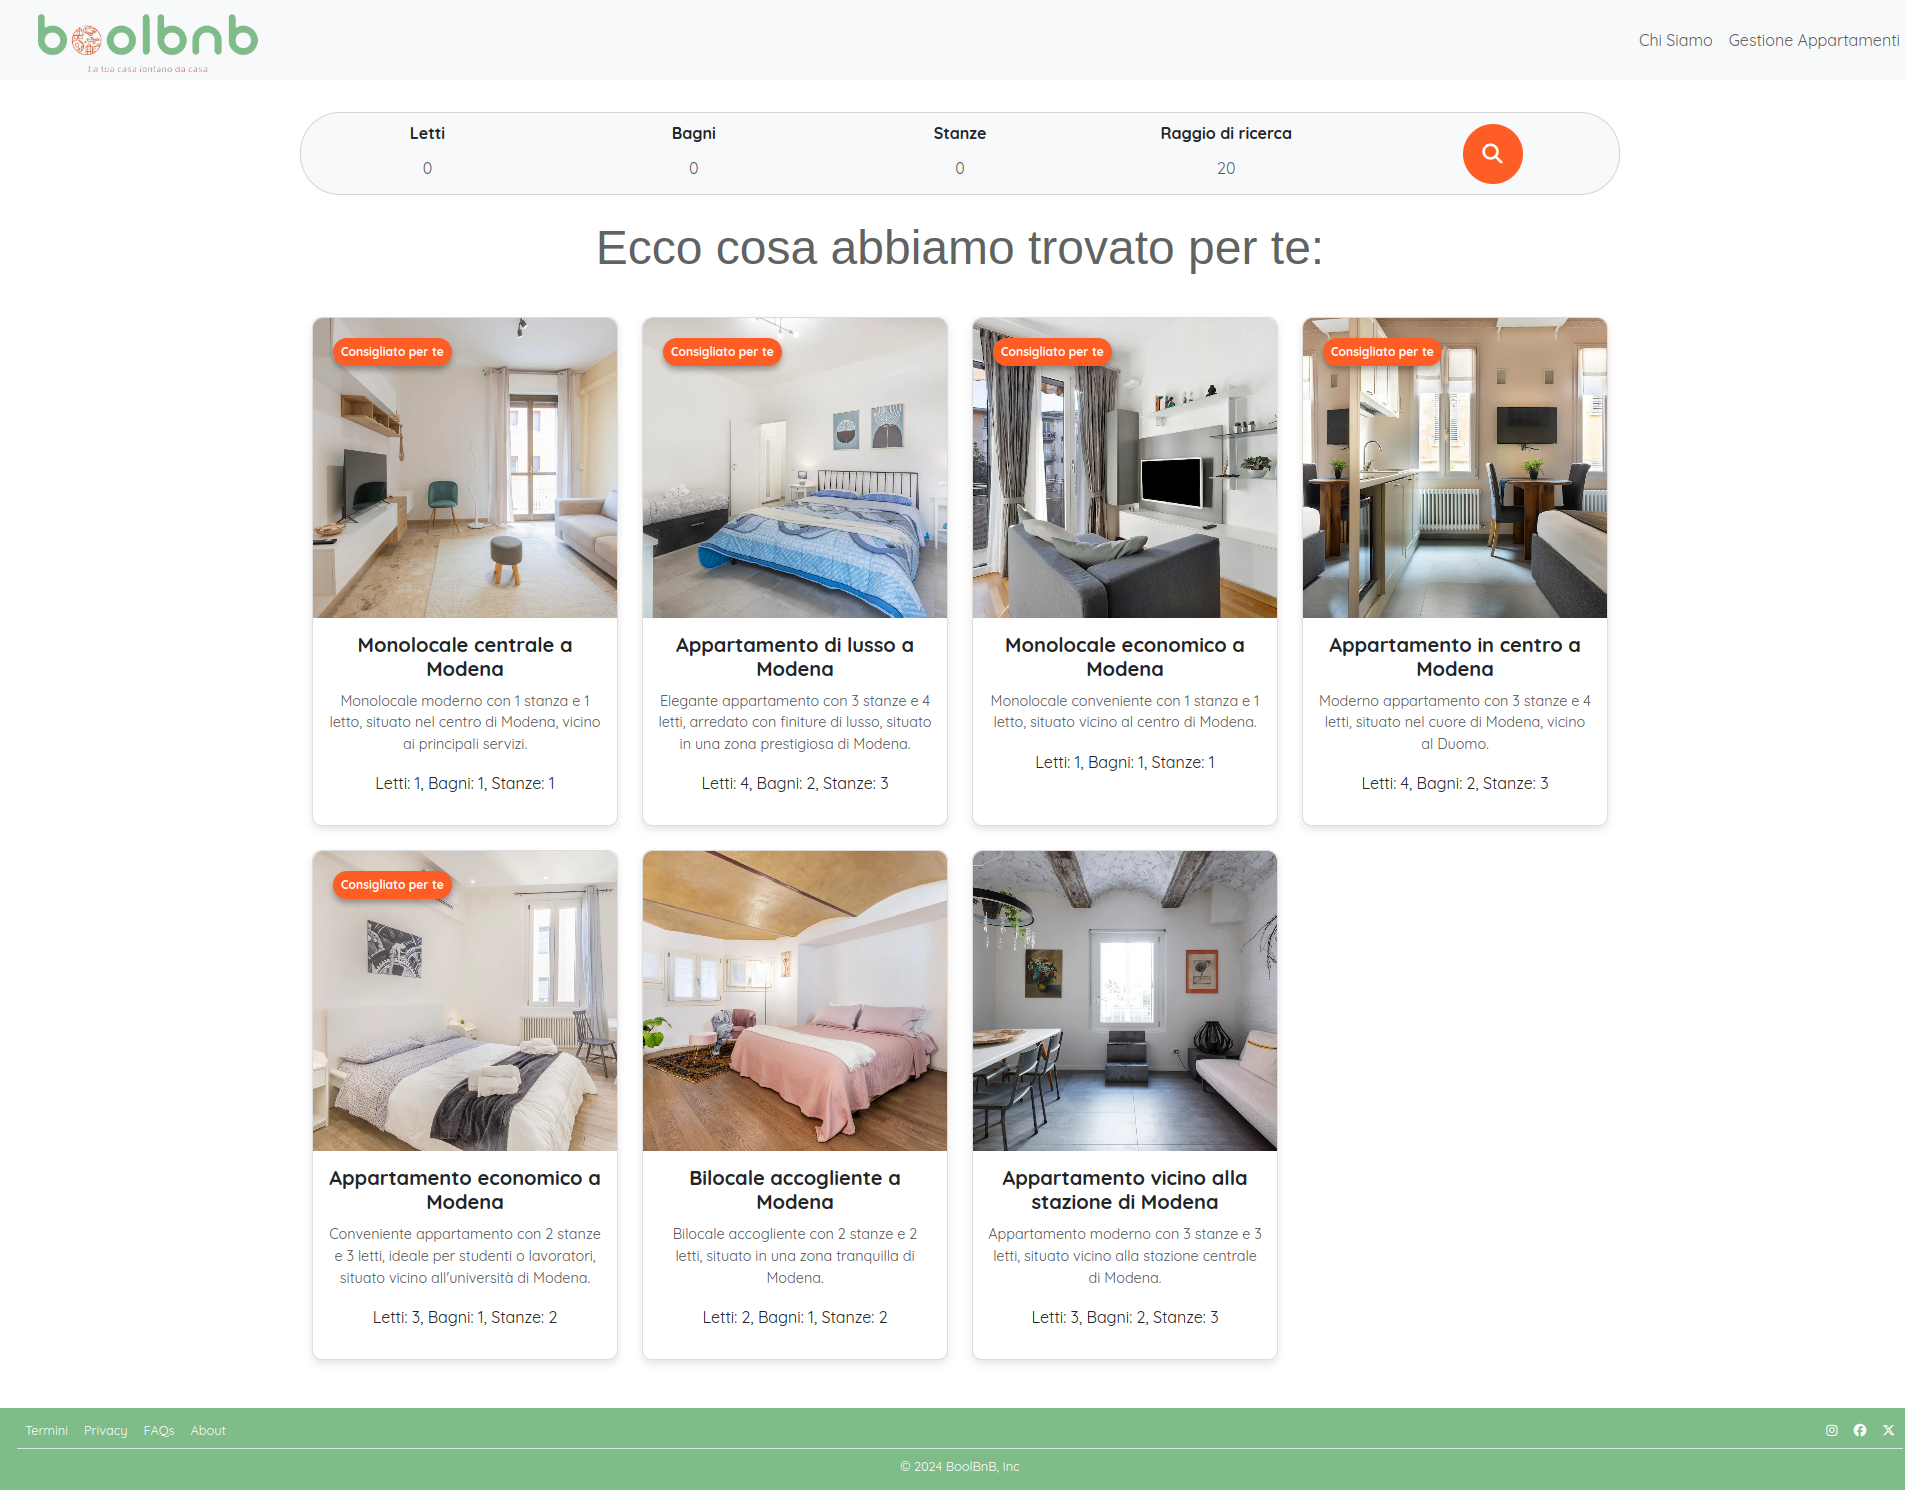 boolbnb
La tua casa lontano da casa
Chi Siamo Gestione Appartamenti
Letti Bagni Stanze Raggio di ricerca
0 0 0 20
Ecco cosa abbiamo trovato per te:
Consigliato per te
Monolocale centrale a
Modena
Monolocale moderno con 1 stanza e 1
letto, situato nel centro di Modena, vicino
ai principali servizi.
Letti: 1, Bagni: 1, Stanze: 1
Consigliato per te
Appartamento di lusso a
Modena
Elegante appartamento con 3 stanze e 4
letti, arredato con finiture di lusso, situato
in una zona prestigiosa di Modena.
Letti: 4, Bagni: 2, Stanze: 3
Consigliato per te
Monolocale economico a
Modena
Monolocale conveniente con 1 stanza e 1
letto, situato vicino al centro di Modena.
Letti: 1, Bagni: 1, Stanze: 1
Consigliato per te
Appartamento in centro a
Modena
Moderno appartamento con 3 stanze e 4
letti, situato nel cuore di Modena, vicino
al Duomo.
Letti: 4, Bagni: 2, Stanze: 3
Consigliato per te
Appartamento economico a
Modena
Conveniente appartamento con 2 stanze
e 3 letti, ideale per studenti o lavoratori,
situato vicino all'università di Modena.
Letti: 3, Bagni: 1, Stanze: 2
Bilocale accogliente a
Modena
Bilocale accogliente con 2 stanze e 2
letti, situato in una zona tranquilla di
Modena.
Letti: 2, Bagni: 1, Stanze: 2
Appartamento vicino alla
stazione di Modena
Appartamento moderno con 3 stanze e 3
letti, situato vicino alla stazione centrale
di Modena.
Letti: 3, Bagni: 2, Stanze: 3
Termini Privacy FAQs About
© 2024 BoolBnB, Inc